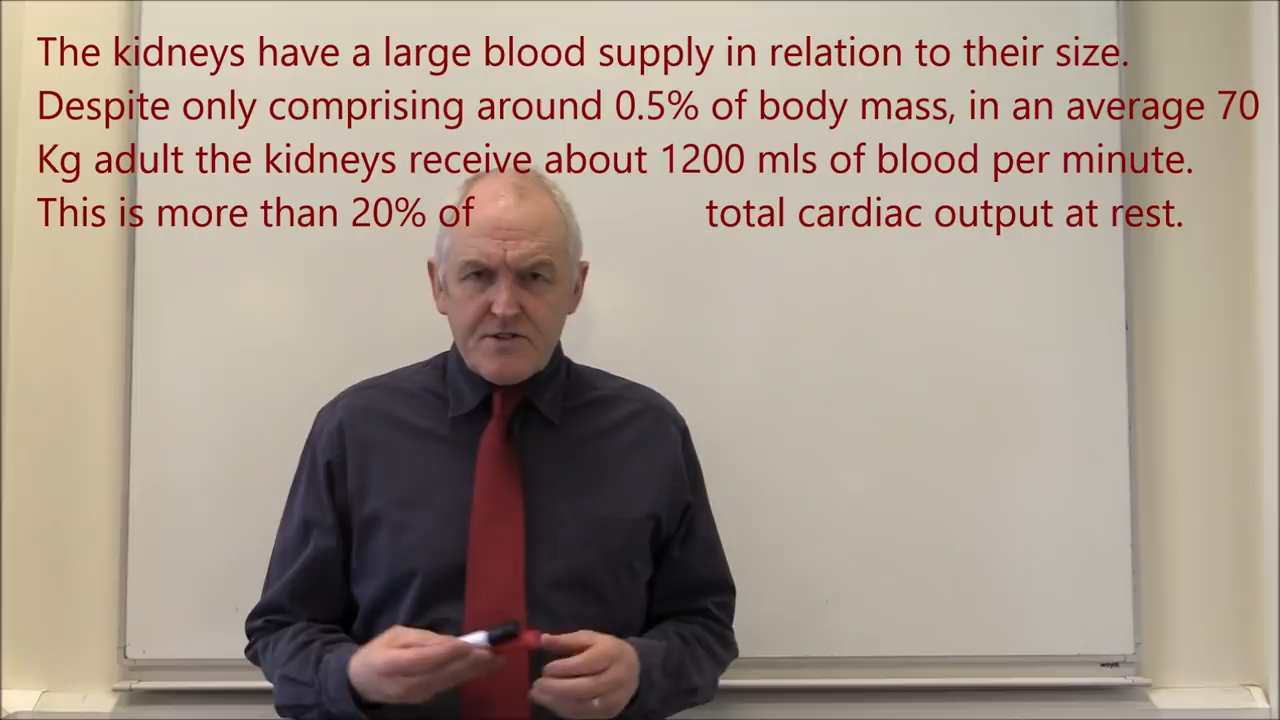 The kidneys have a large blood supply in relation to their size.
Despite only comprising around 0.5% of body mass, in an average 70
Kg adult the kidneys receive about 1200 mls of blood per minute.
This is more than 20% of total cardiac output at rest.